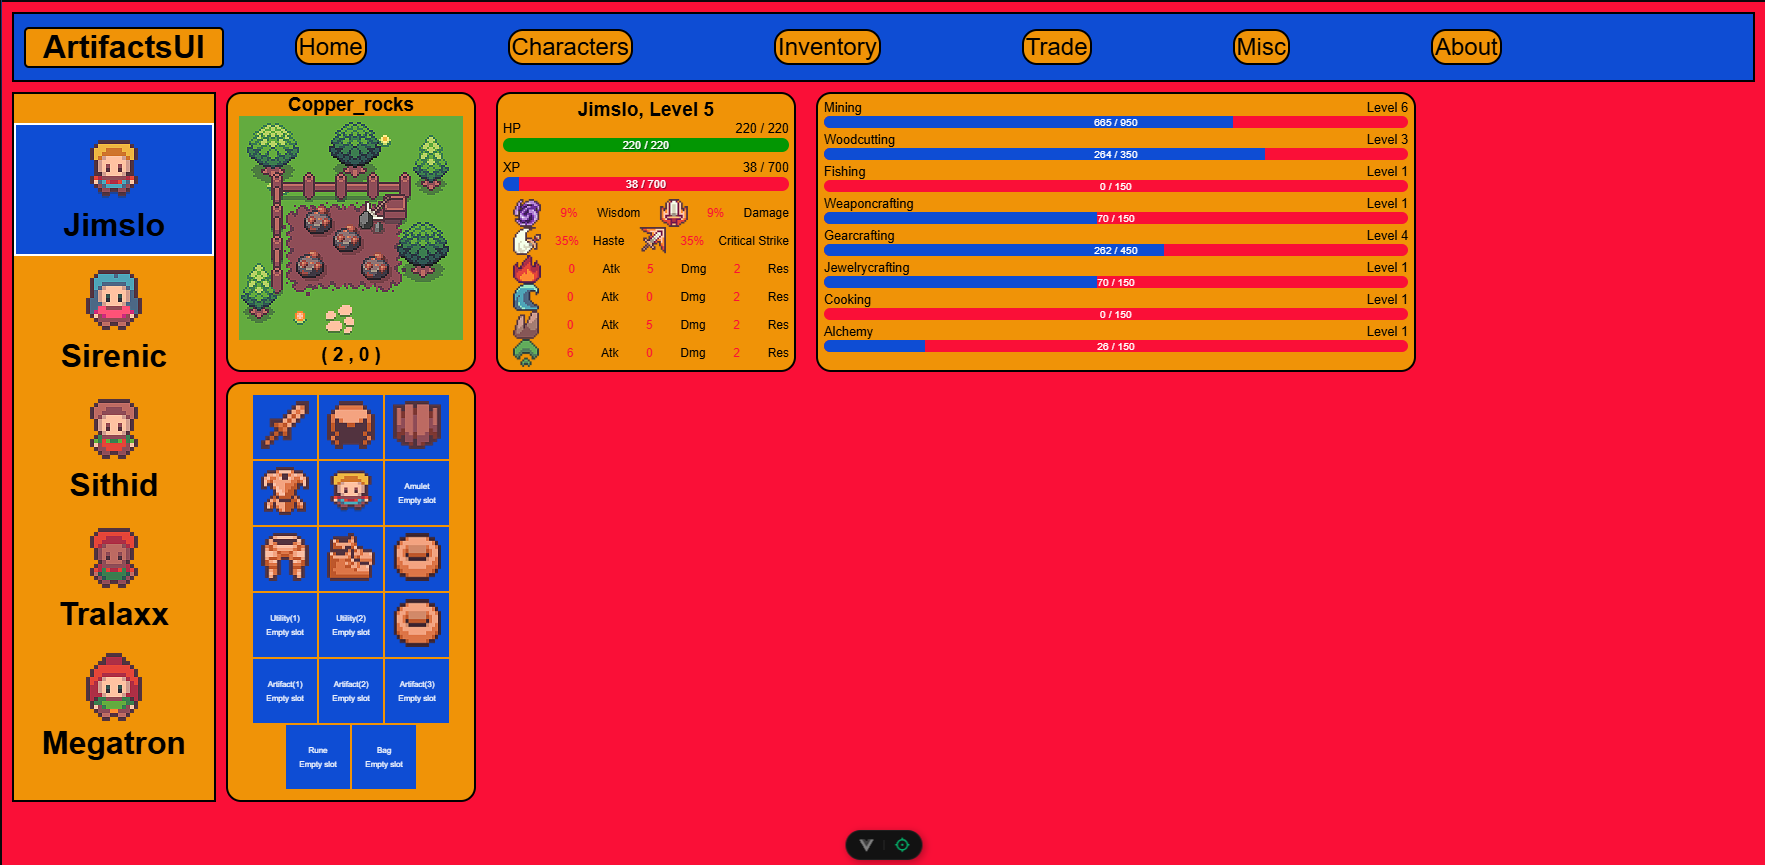 ArtifactsUI Home Characters Inventory Trade Misc About
Jimslo
Sirenic
Sithid
Tralaxx
Megatron
Copper_rocks
( 2 , 0 )
Jimslo, Level 5
HP 220 / 220
220 / 220
XP 38 / 700
38 / 700
9% Wisdom 9% Damage
35% Haste 35% Critical Strike
0 Atk 5 Dmg 2 Res
0 Atk 0 Dmg 2 Res
0 Atk 5 Dmg 2 Res
6 Atk 0 Dmg 2 Res
Mining Level 6
665 / 950
Woodcutting Level 3
264 / 350
Fishing Level 1
0 / 150
Weaponcrafting Level 1
70 / 150
Gearcrafting Level 4
262 / 450
Jewelrycrafting Level 1
70 / 150
Cooking Level 1
0 / 150
Alchemy Level 1
26 / 150
Amulet
Empty slot
Utility(1) Utility(2)
Empty slot Empty slot
Artifact(1) Artifact(2) Artifact(3)
Empty slot Empty slot Empty slot
Rune Bag
Empty slot Empty slot